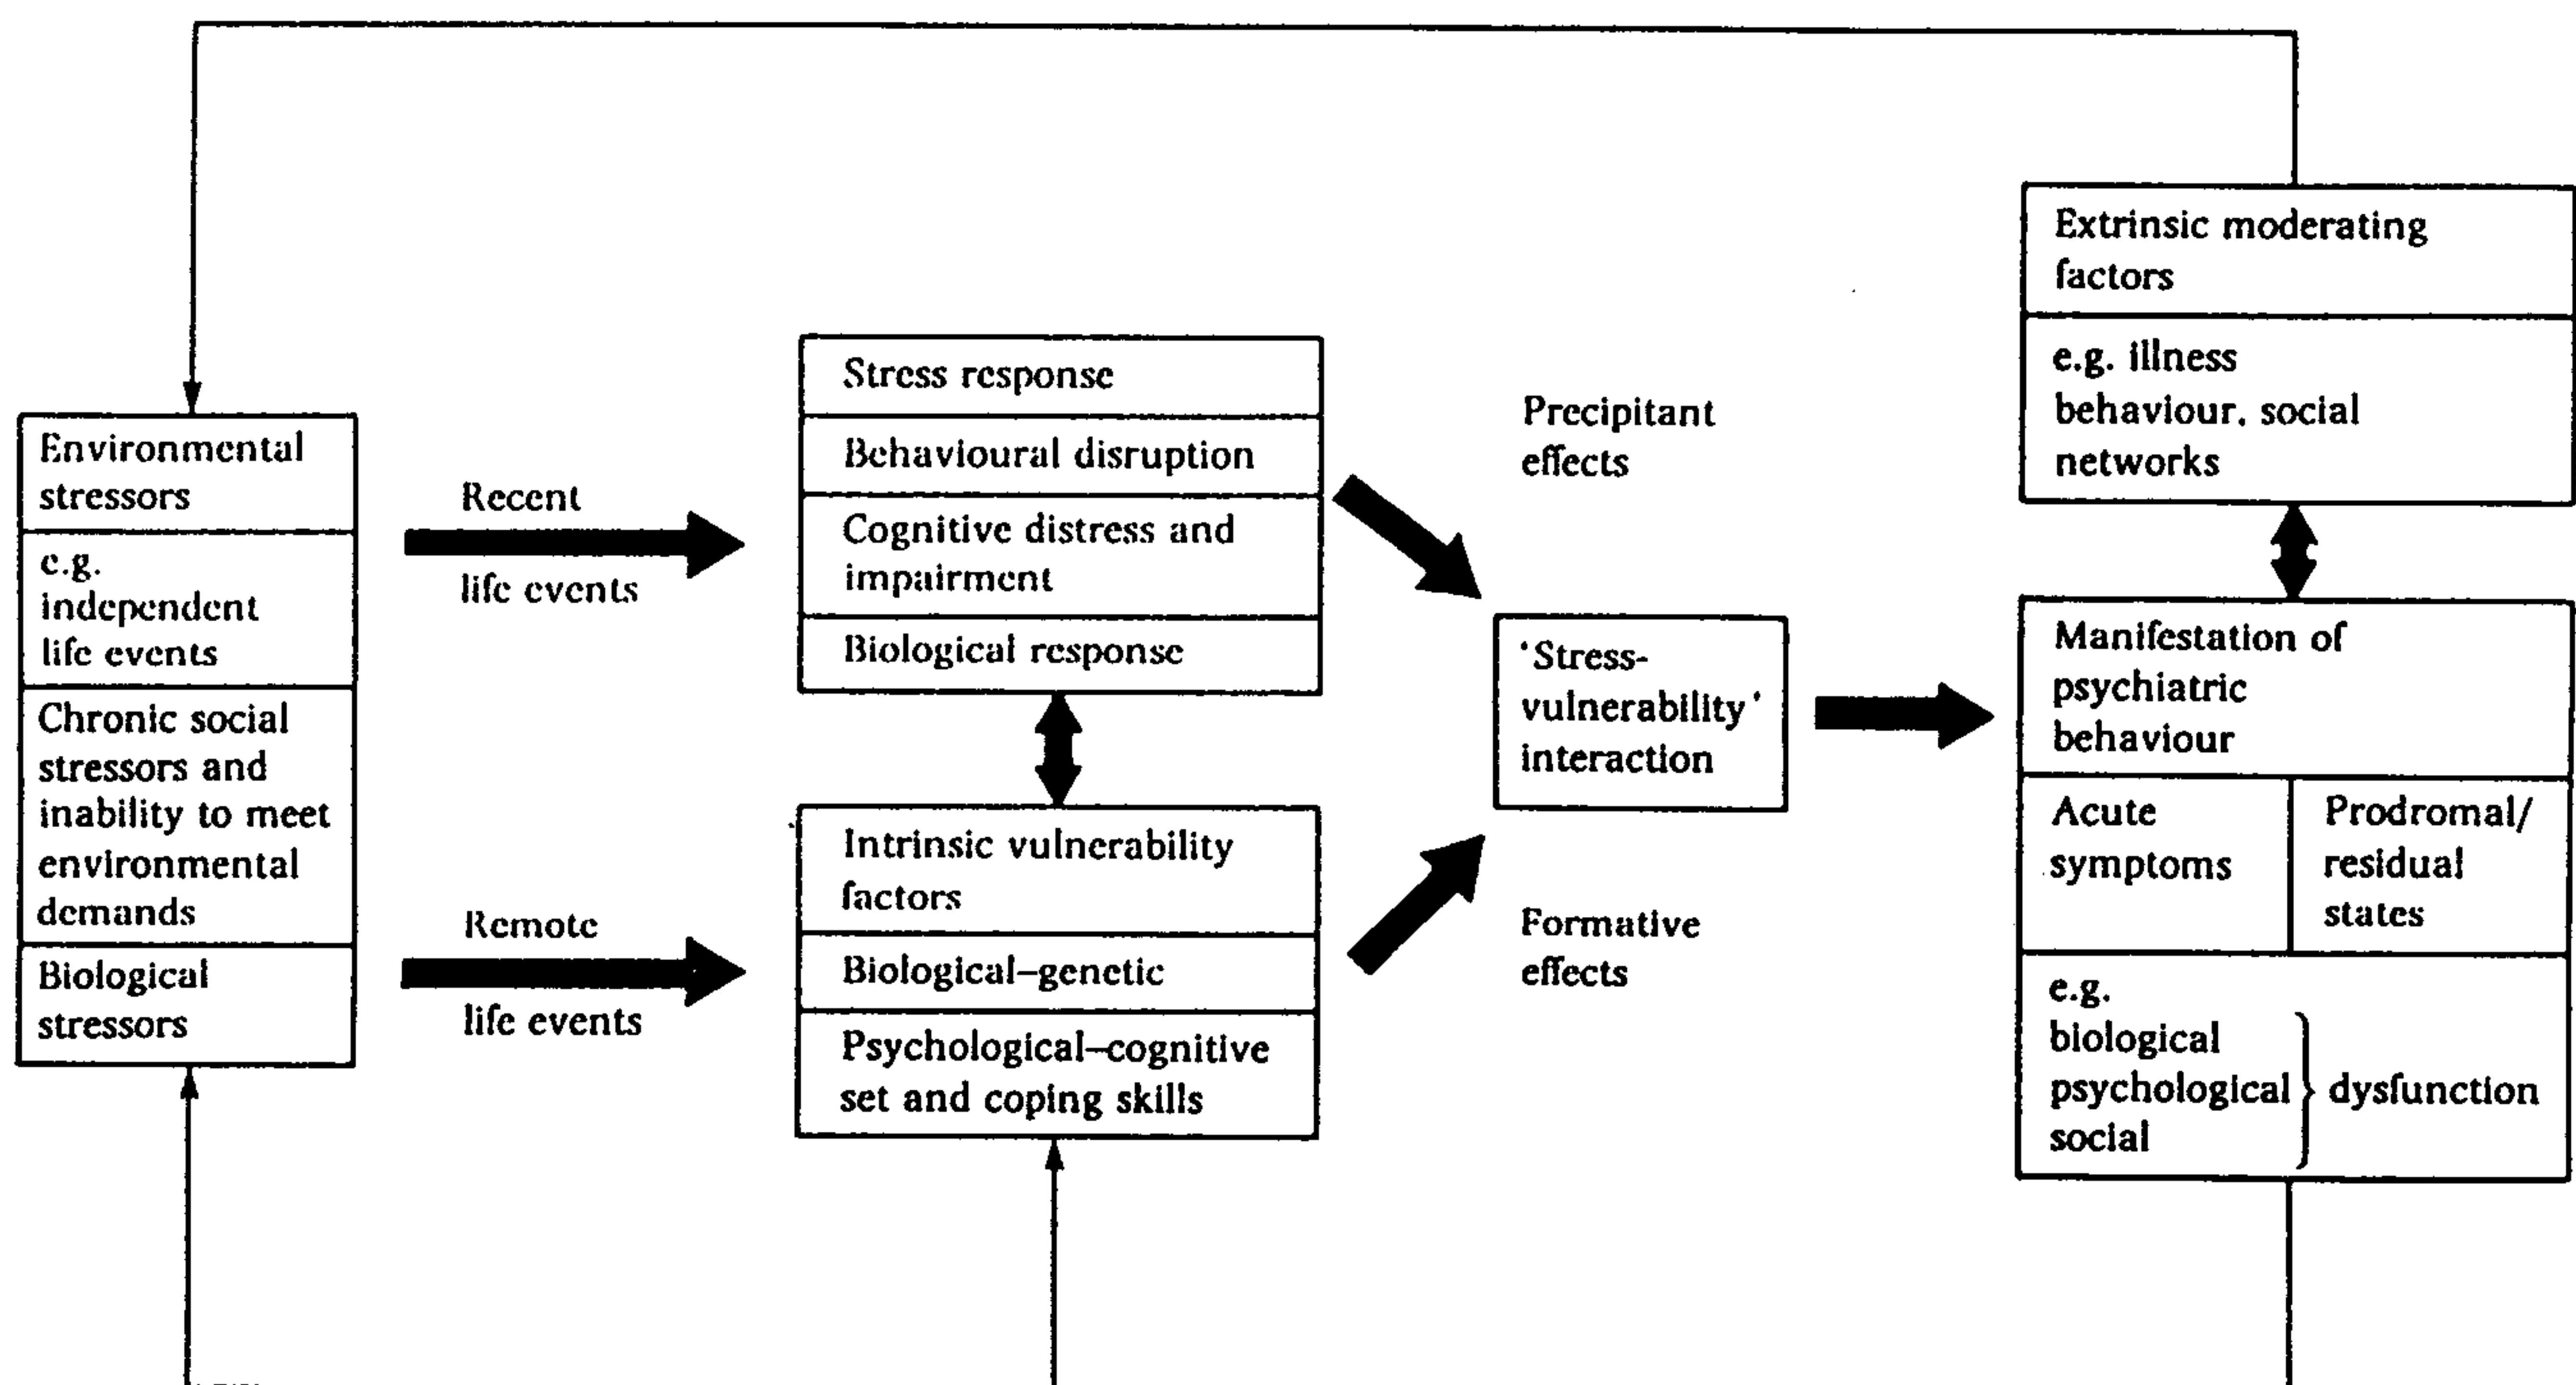 Environmental
stressors
e.g.
independent
life events
Chronic social
stressors and
inability to meet
environmental
demands
Biological
stressors
Recent
life events
Remote
life events
Stress response
Behavioural disruption
Cognitive distress and
impairment
Biological response
Intrinsic vulnerability
factors
Biological–genetic
Psychological–cognitive
set and coping skills
Precipitant
effects
'Stress-
vulnerability'
interaction
Formative
effects
Extrinsic moderating
factors
e.g. illness
behaviour, social
networks
Manifestation of
psychiatric
behaviour
Acute
symptoms
Prodromal/
residual
states
e.g.
biological
psychological
social
dysfunction